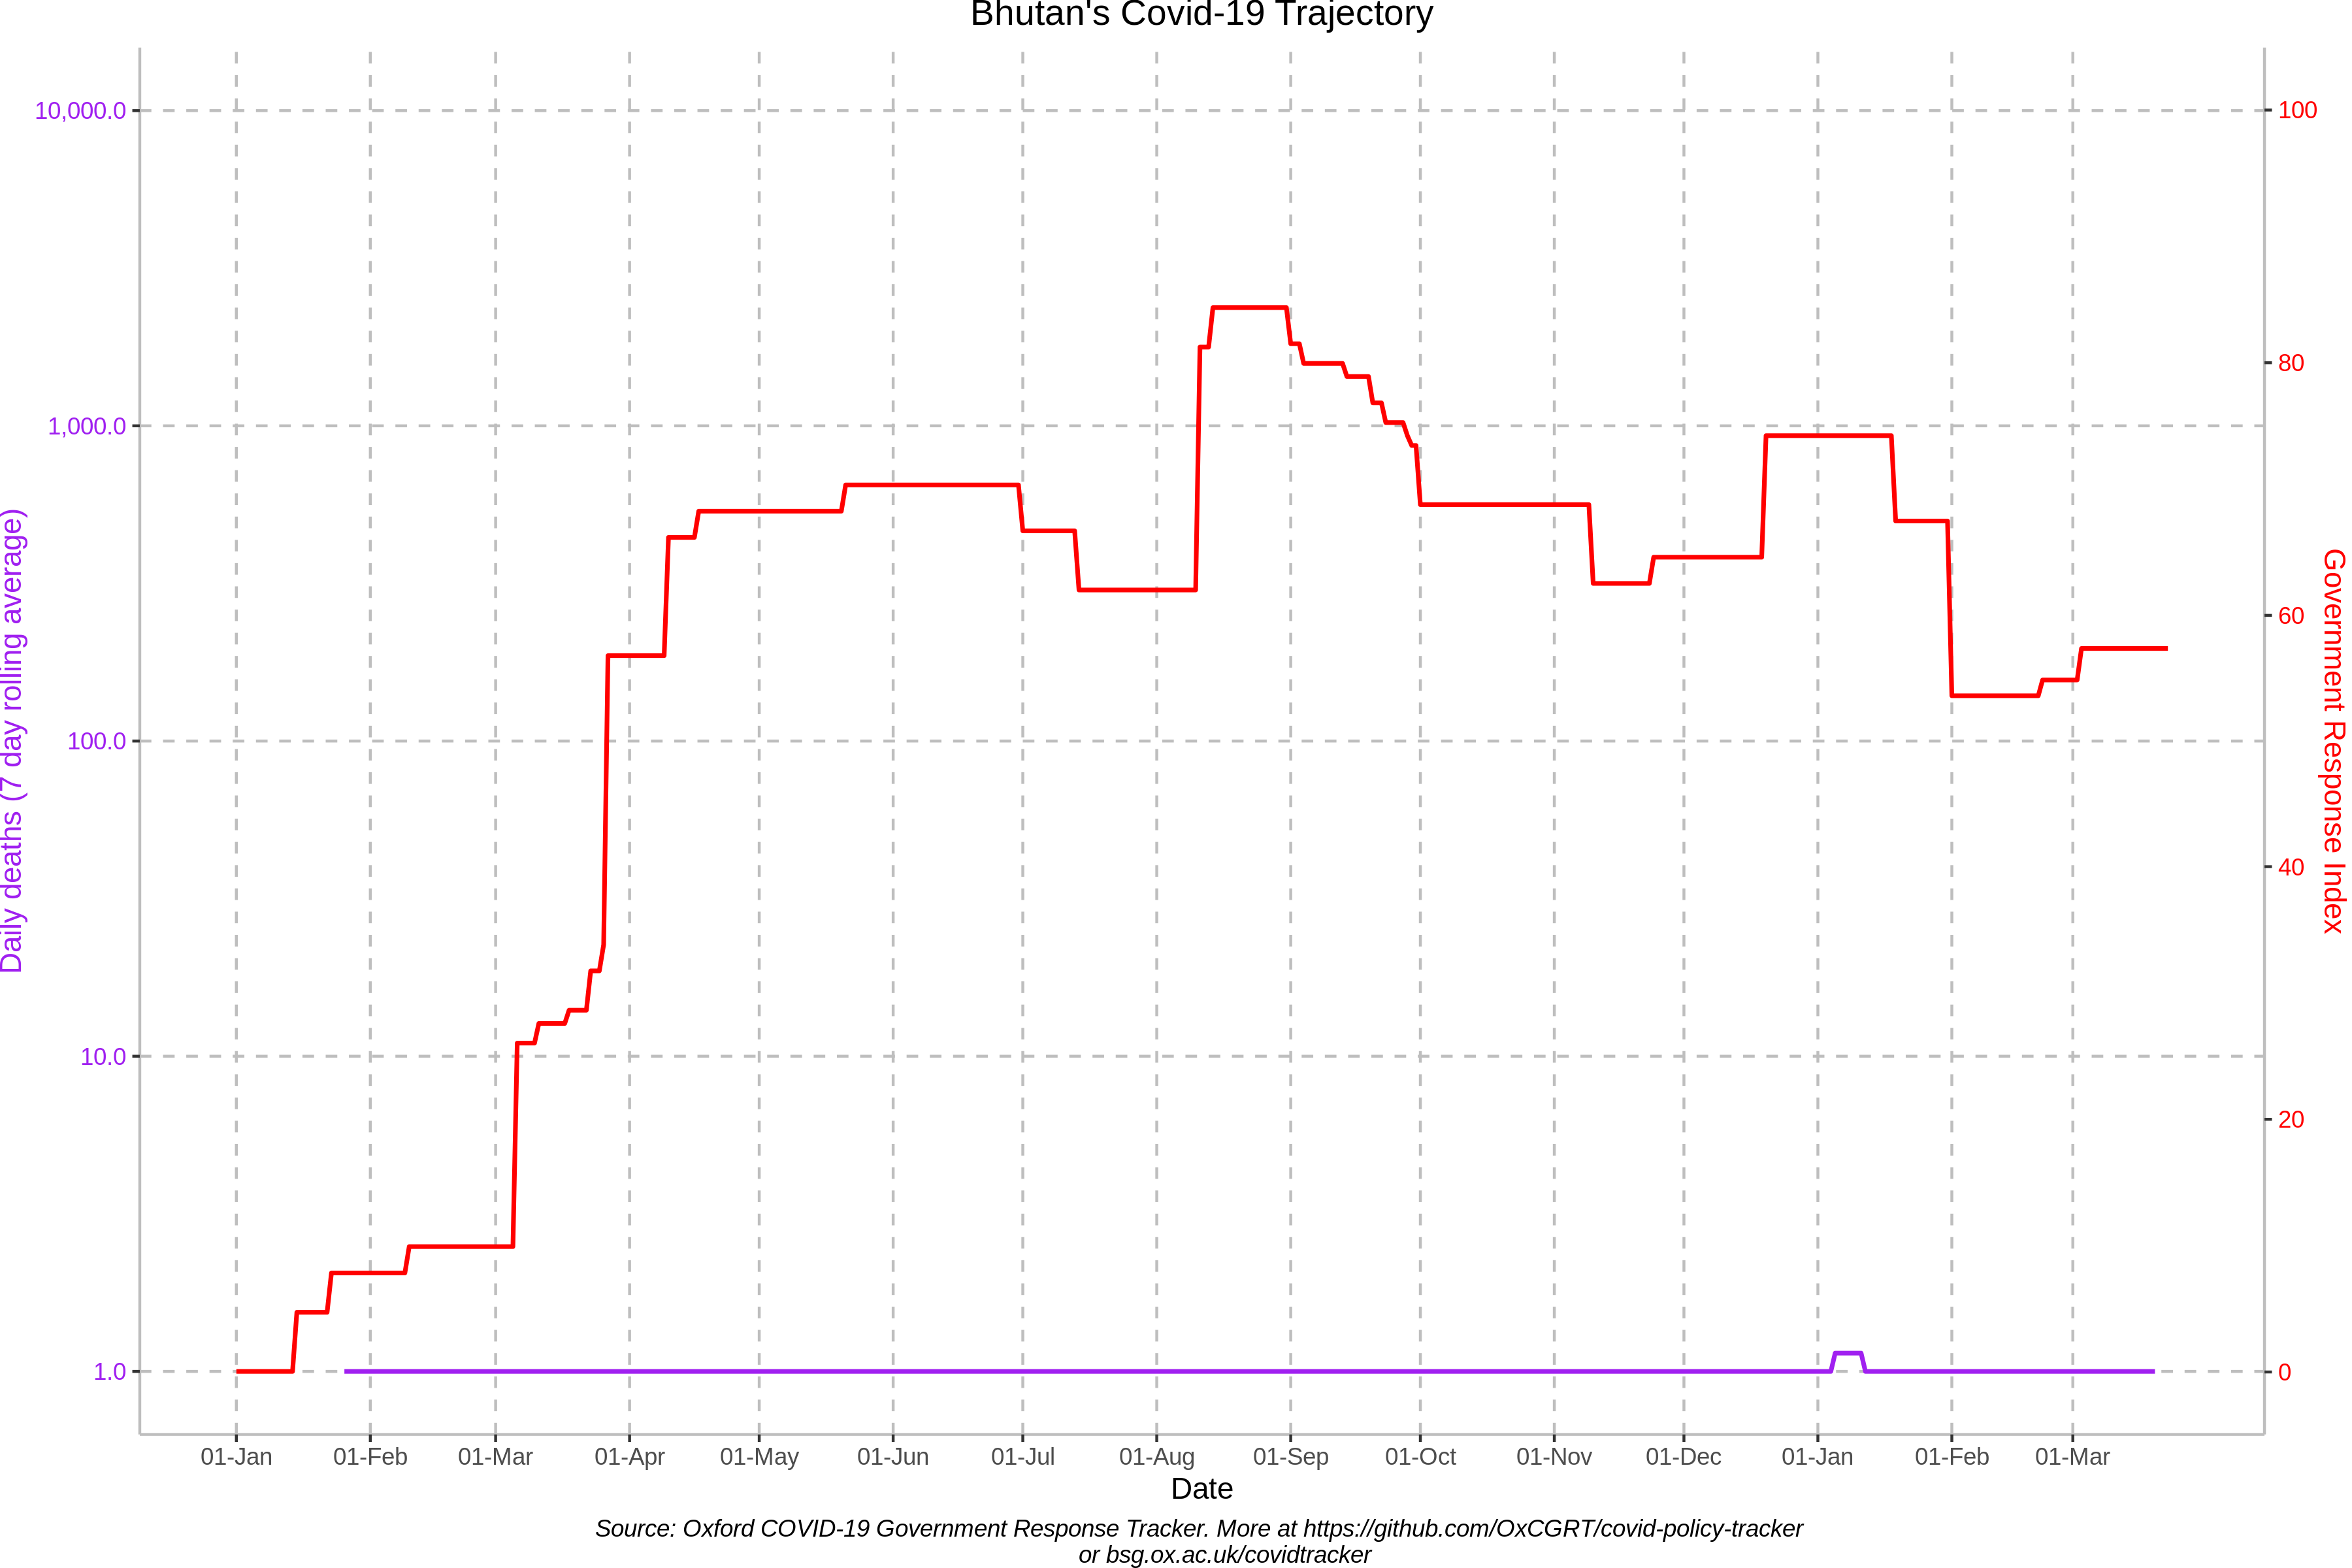 Bhutan's Covid-19 Trajectory
10,000.0
1,000.0
100.0
10.0
1.0
Daily deaths (7 day rolling average)
100
80
60
40
20
0
Government Response Index
01-Jan 01-Feb 01-Mar 01-Apr 01-May 01-Jun 01-Jul 01-Aug 01-Sep 01-Oct 01-Nov 01-Dec 01-Jan 01-Feb 01-Mar
Date
Source: Oxford COVID-19 Government Response Tracker. More at https://github.com/OxCGRT/covid-policy-tracker
or bsg.ox.ac.uk/covidtracker